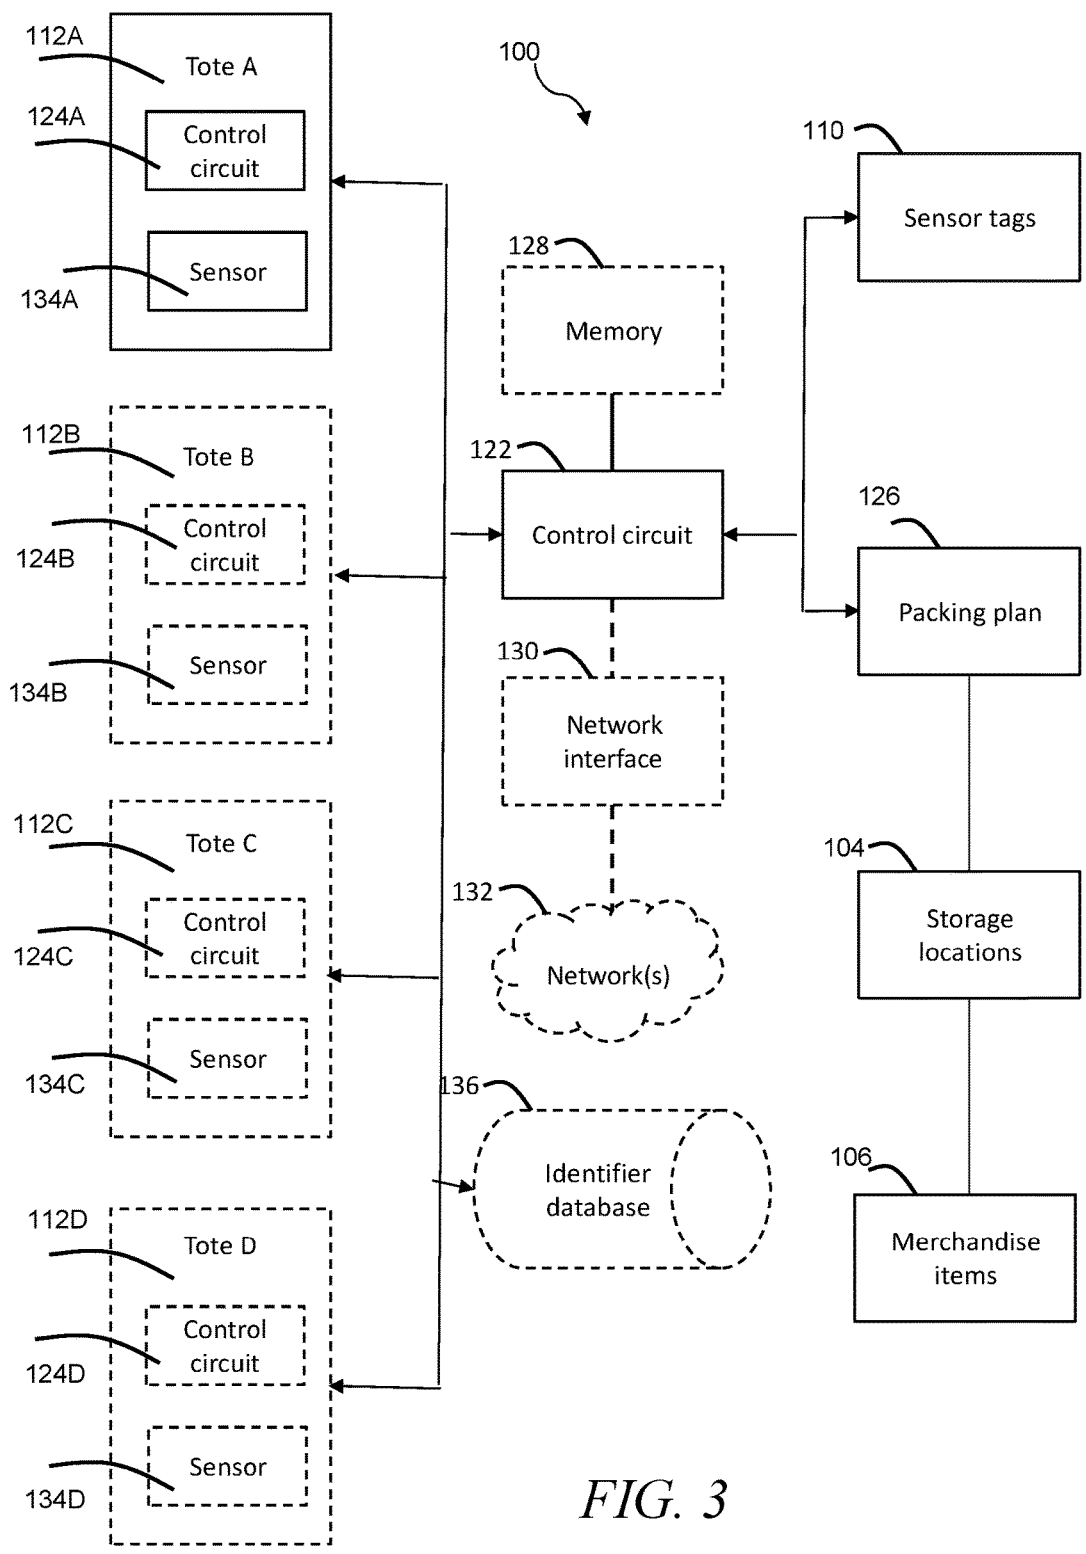 112A
Tote A
124A
Control
circuit
134A
Sensor
112B
Tote B
124B
Control
circuit
134B
Sensor
112C
Tote C
124C
Control
circuit
134C
Sensor
112D
Tote D
124D
Control
circuit
134D
Sensor
100
128
Memory
122
Control circuit
130
Network
interface
132
Network(s)
136
Identifier
database
110
Sensor tags
126
Packing plan
104
Storage
locations
106
Merchandise
items
FIG. 3